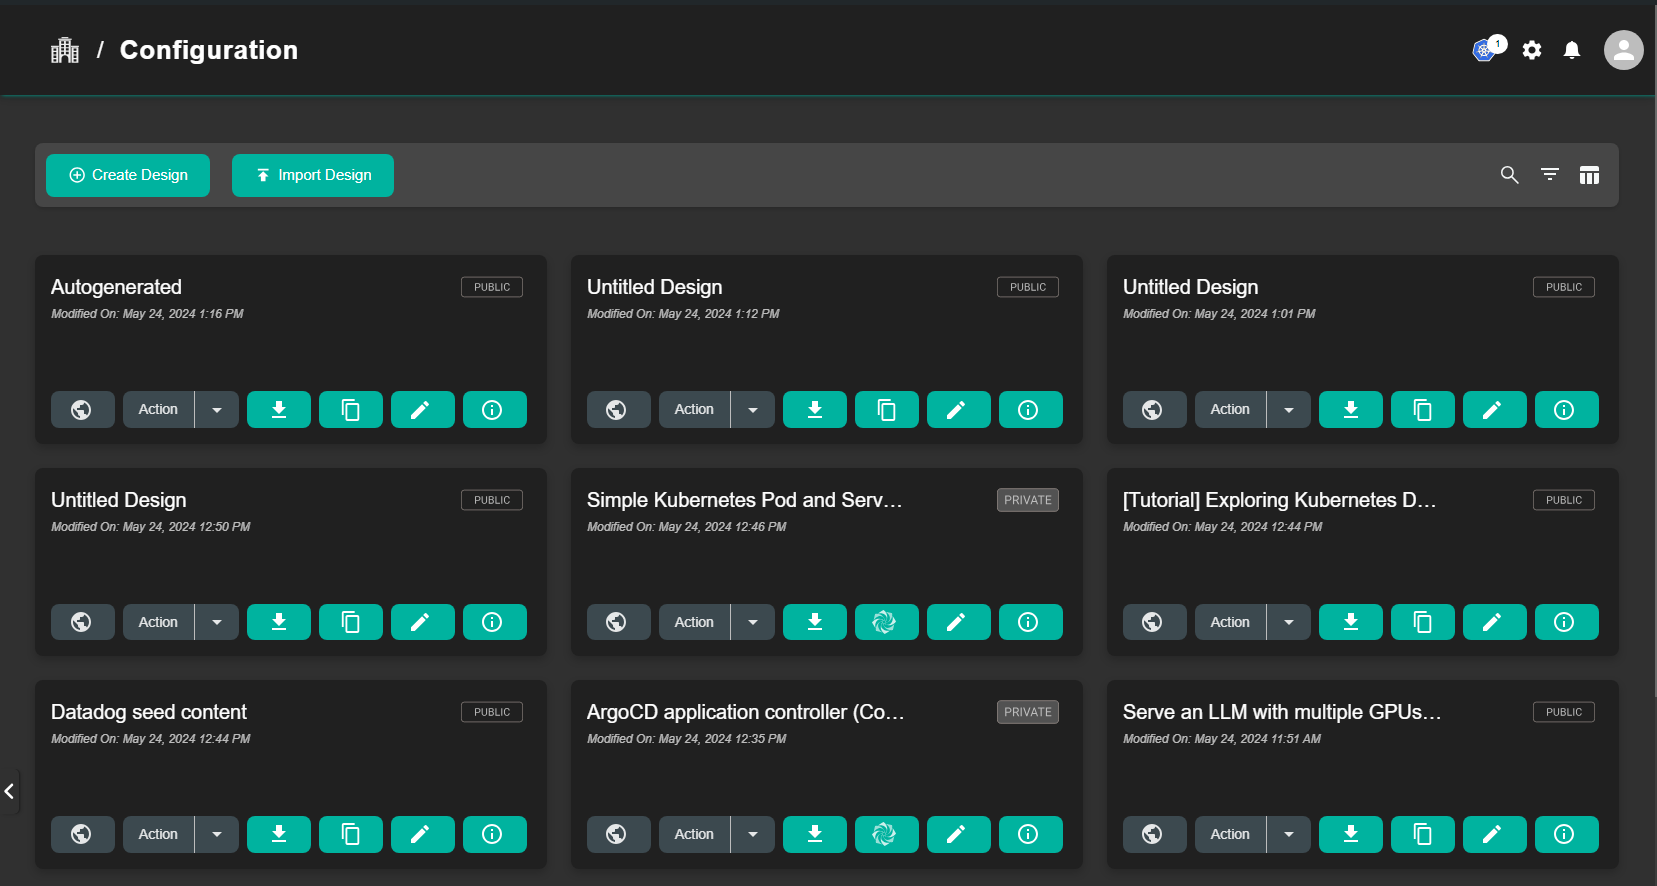 / Configuration
1
Create Design
Import Design
Autogenerated
PUBLIC
Modified On: May 24, 2024 1:16 PM
Action
Untitled Design
PUBLIC
Modified On: May 24, 2024 1:12 PM
Action
Untitled Design
PUBLIC
Modified On: May 24, 2024 1:01 PM
Action
Untitled Design
PUBLIC
Modified On: May 24, 2024 12:50 PM
Action
Simple Kubernetes Pod and Serv...
PRIVATE
Modified On: May 24, 2024 12:46 PM
Action
[Tutorial] Exploring Kubernetes D...
PUBLIC
Modified On: May 24, 2024 12:44 PM
Action
Datadog seed content
PUBLIC
Modified On: May 24, 2024 12:44 PM
Action
ArgoCD application controller (Co...
PRIVATE
Modified On: May 24, 2024 12:35 PM
Action
Serve an LLM with multiple GPUs...
PUBLIC
Modified On: May 24, 2024 11:51 AM
Action